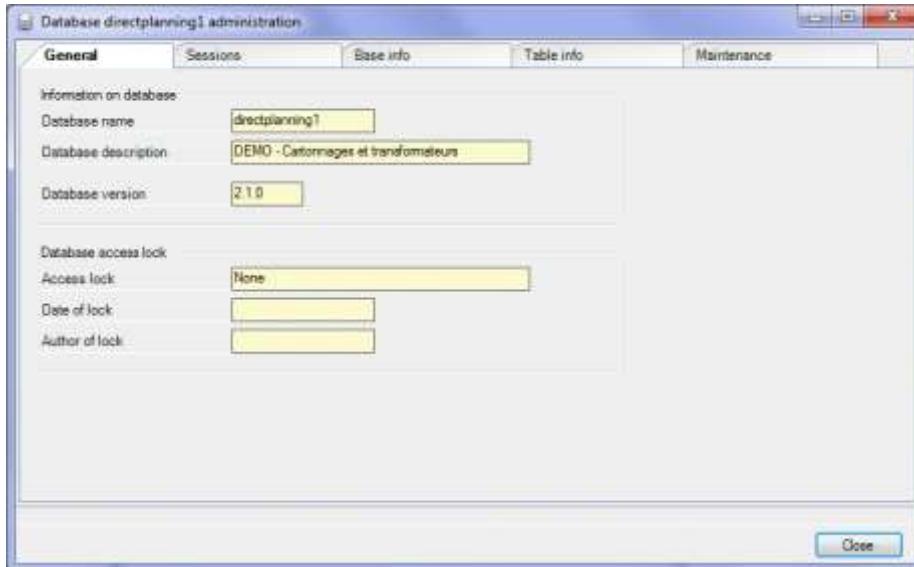 Database directplanning1 administration
General Sessions Base info Table info Maintenance
Information on database
Database name directplanning1
Database description DEMO - Cartonnages et transformateurs
Database version 2.1.0
Database access lock
Access lock None
Date of lock
Author of lock
Close